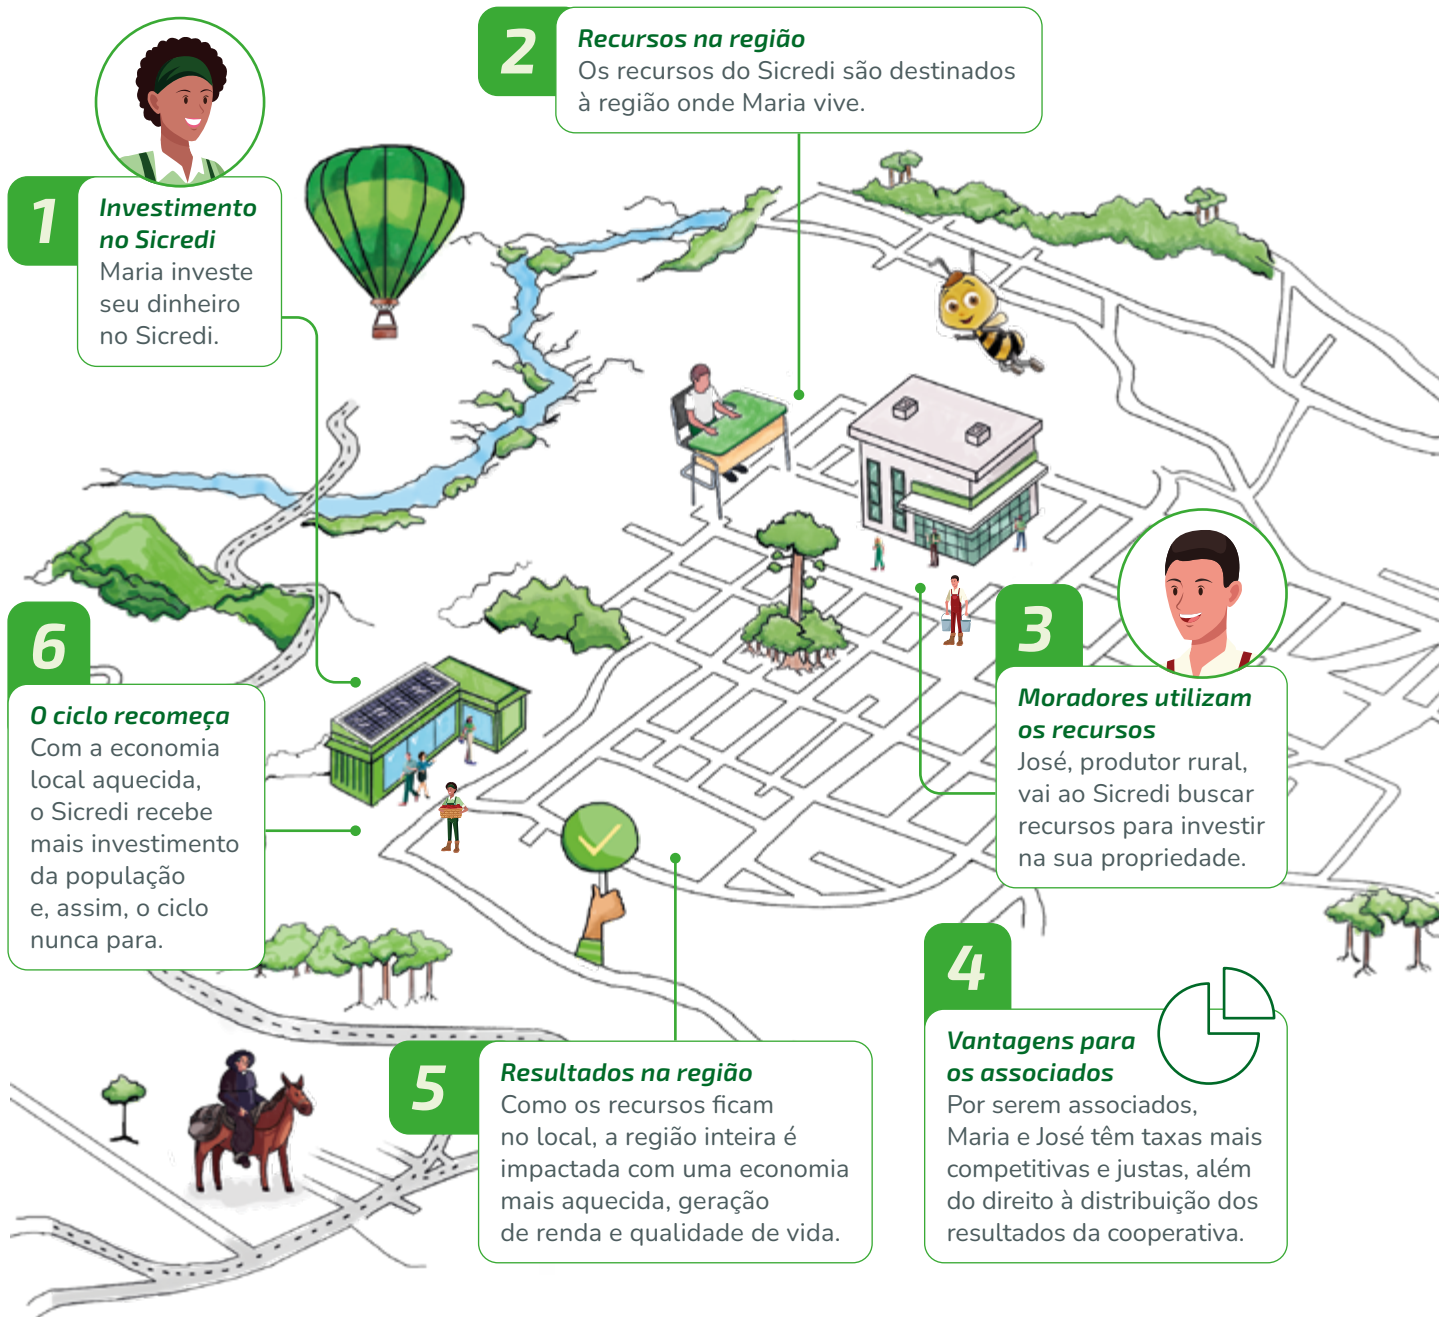 1
Investimento
no Sicredi
Maria investe
seu dinheiro
no Sicredi.
2
Recursos na região
Os recursos do Sicredi são destinados
à região onde Maria vive.
3
Moradores utilizam
os recursos
José, produtor rural,
vai ao Sicredi buscar
recursos para investir
na sua propriedade.
4
Vantagens para
os associados
Por serem associados,
Maria e José têm taxas mais
competitivas e justas, além
do direito à distribuição dos
resultados da cooperativa.
5
Resultados na região
Como os recursos ficam
no local, a região inteira é
impactada com uma economia
mais aquecida, geração
de renda e qualidade de vida.
6
O ciclo recomeça
Com a economia
local aquecida,
o Sicredi recebe
mais investimento
da população
e, assim, o ciclo
nunca para.